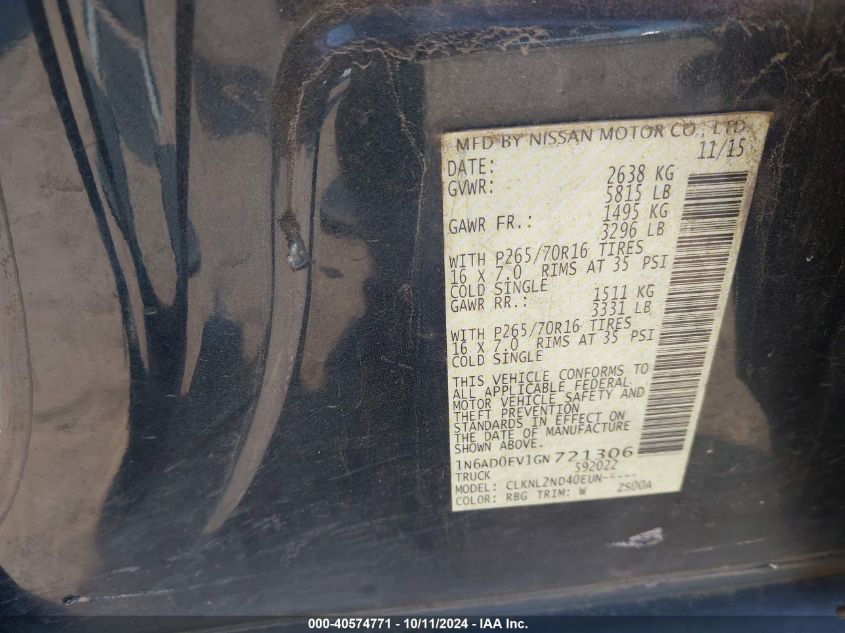 MFD BY NISSAN MOTOR CO., LTD.
DATE: 11/15
GVWR: 2638 KG
5815 LB
GAWR FR.: 1495 KG
3296 LB
WITH P265/70R16 TIRES
16 X 7.0 RIMS AT 35 PSI
COLD SINGLE
GAWR RR.: 1511 KG
3331 LB
WITH P265/70R16 TIRES
16 X 7.0 RIMS AT 35 PSI
COLD SINGLE
THIS VEHICLE CONFORMS TO
ALL APPLICABLE FEDERAL
MOTOR VEHICLE SAFETY AND
THEFT PREVENTION
STANDARDS IN EFFECT ON
THE DATE OF MANUFACTURE
SHOWN ABOVE.
1N6AD0EV1GN721306
TRUCK 592022
MODEL: CLKNL2ND40EUN-----
COLOR: RBG TRIM: W ZS00A
000-40574771 - 10/11/2024 - IAA Inc.